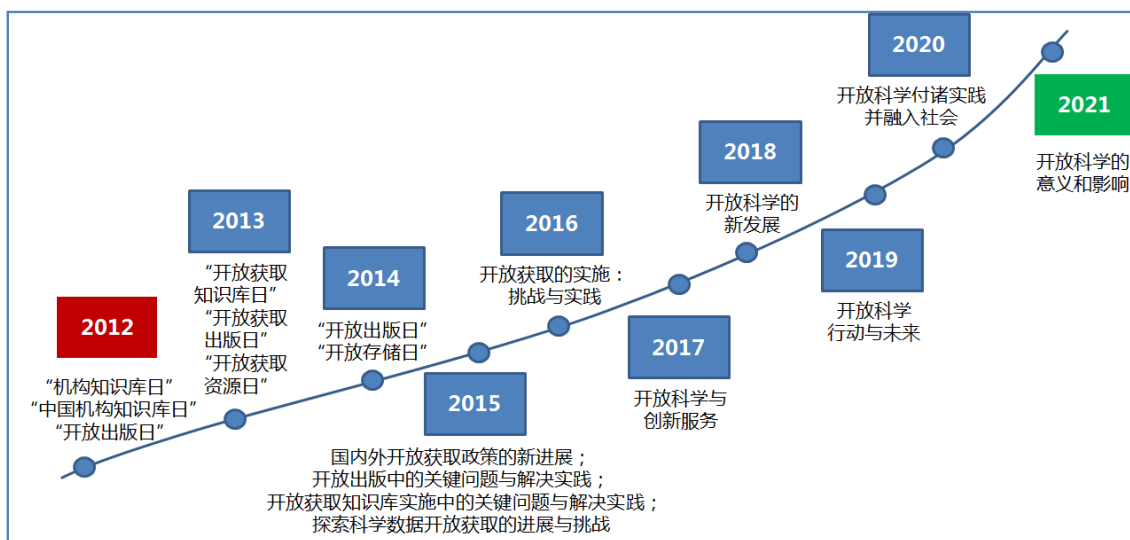 2012
“机构知识库日”
“中国机构知识库日”
“开放出版日”
2013
“开放获取
知识库日”
“开放获取
出版日”
“开放获取
资源日”
2014
“开放出版日”
“开放存储日”
2015
国内外开放获取政策的新进展；
开放出版中的关键问题与解决实践；
开放获取知识库实施中的关键问题与解决实践；
探索科学数据开放获取的进展与挑战
2016
开放获取的实施：
挑战与实践
2017
开放科学与
创新服务
2018
开放科学的
新发展
2019
开放科学
行动与未来
2020
开放科学付诸实践
并融入社会
2021
开放科学的
意义和影响